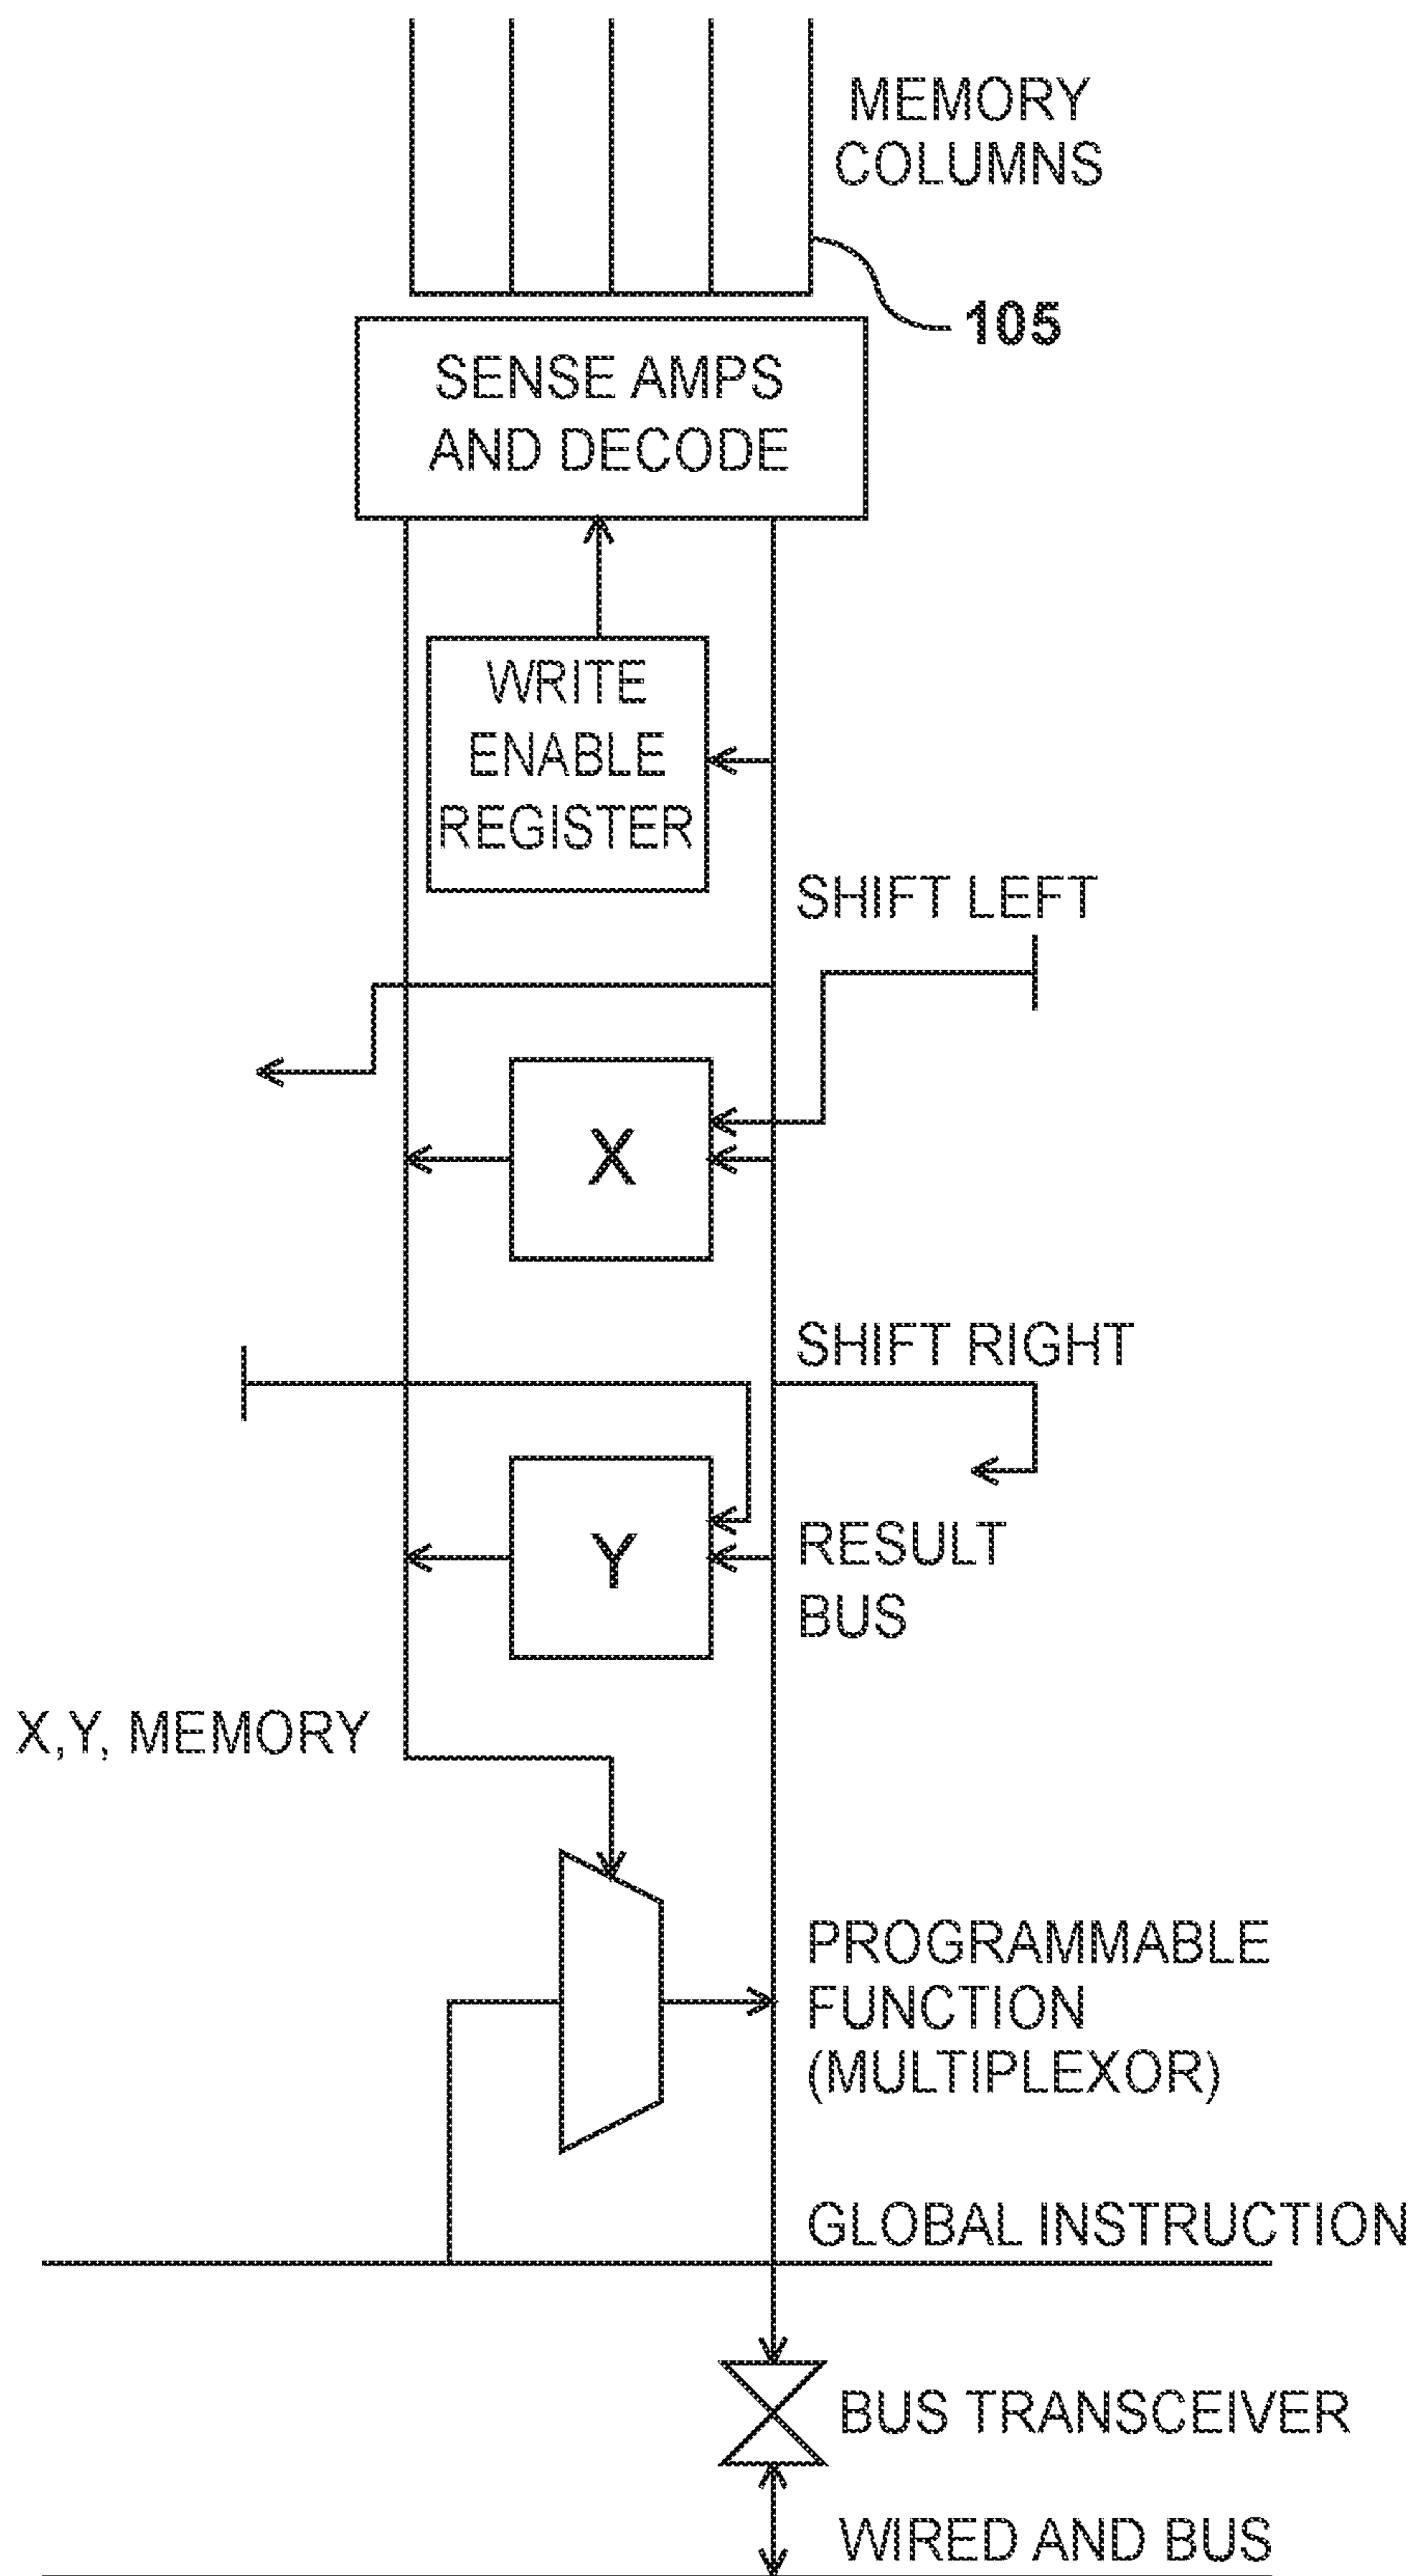 MEMORY
COLUMNS
105
SENSE AMPS
AND DECODE
WRITE
ENABLE
REGISTER
SHIFT LEFT
X
SHIFT RIGHT
Y
RESULT
BUS
X,Y, MEMORY
PROGRAMMABLE
FUNCTION
(MULTIPLEXOR)
GLOBAL INSTRUCTION
BUS TRANSCEIVER
WIRED AND BUS